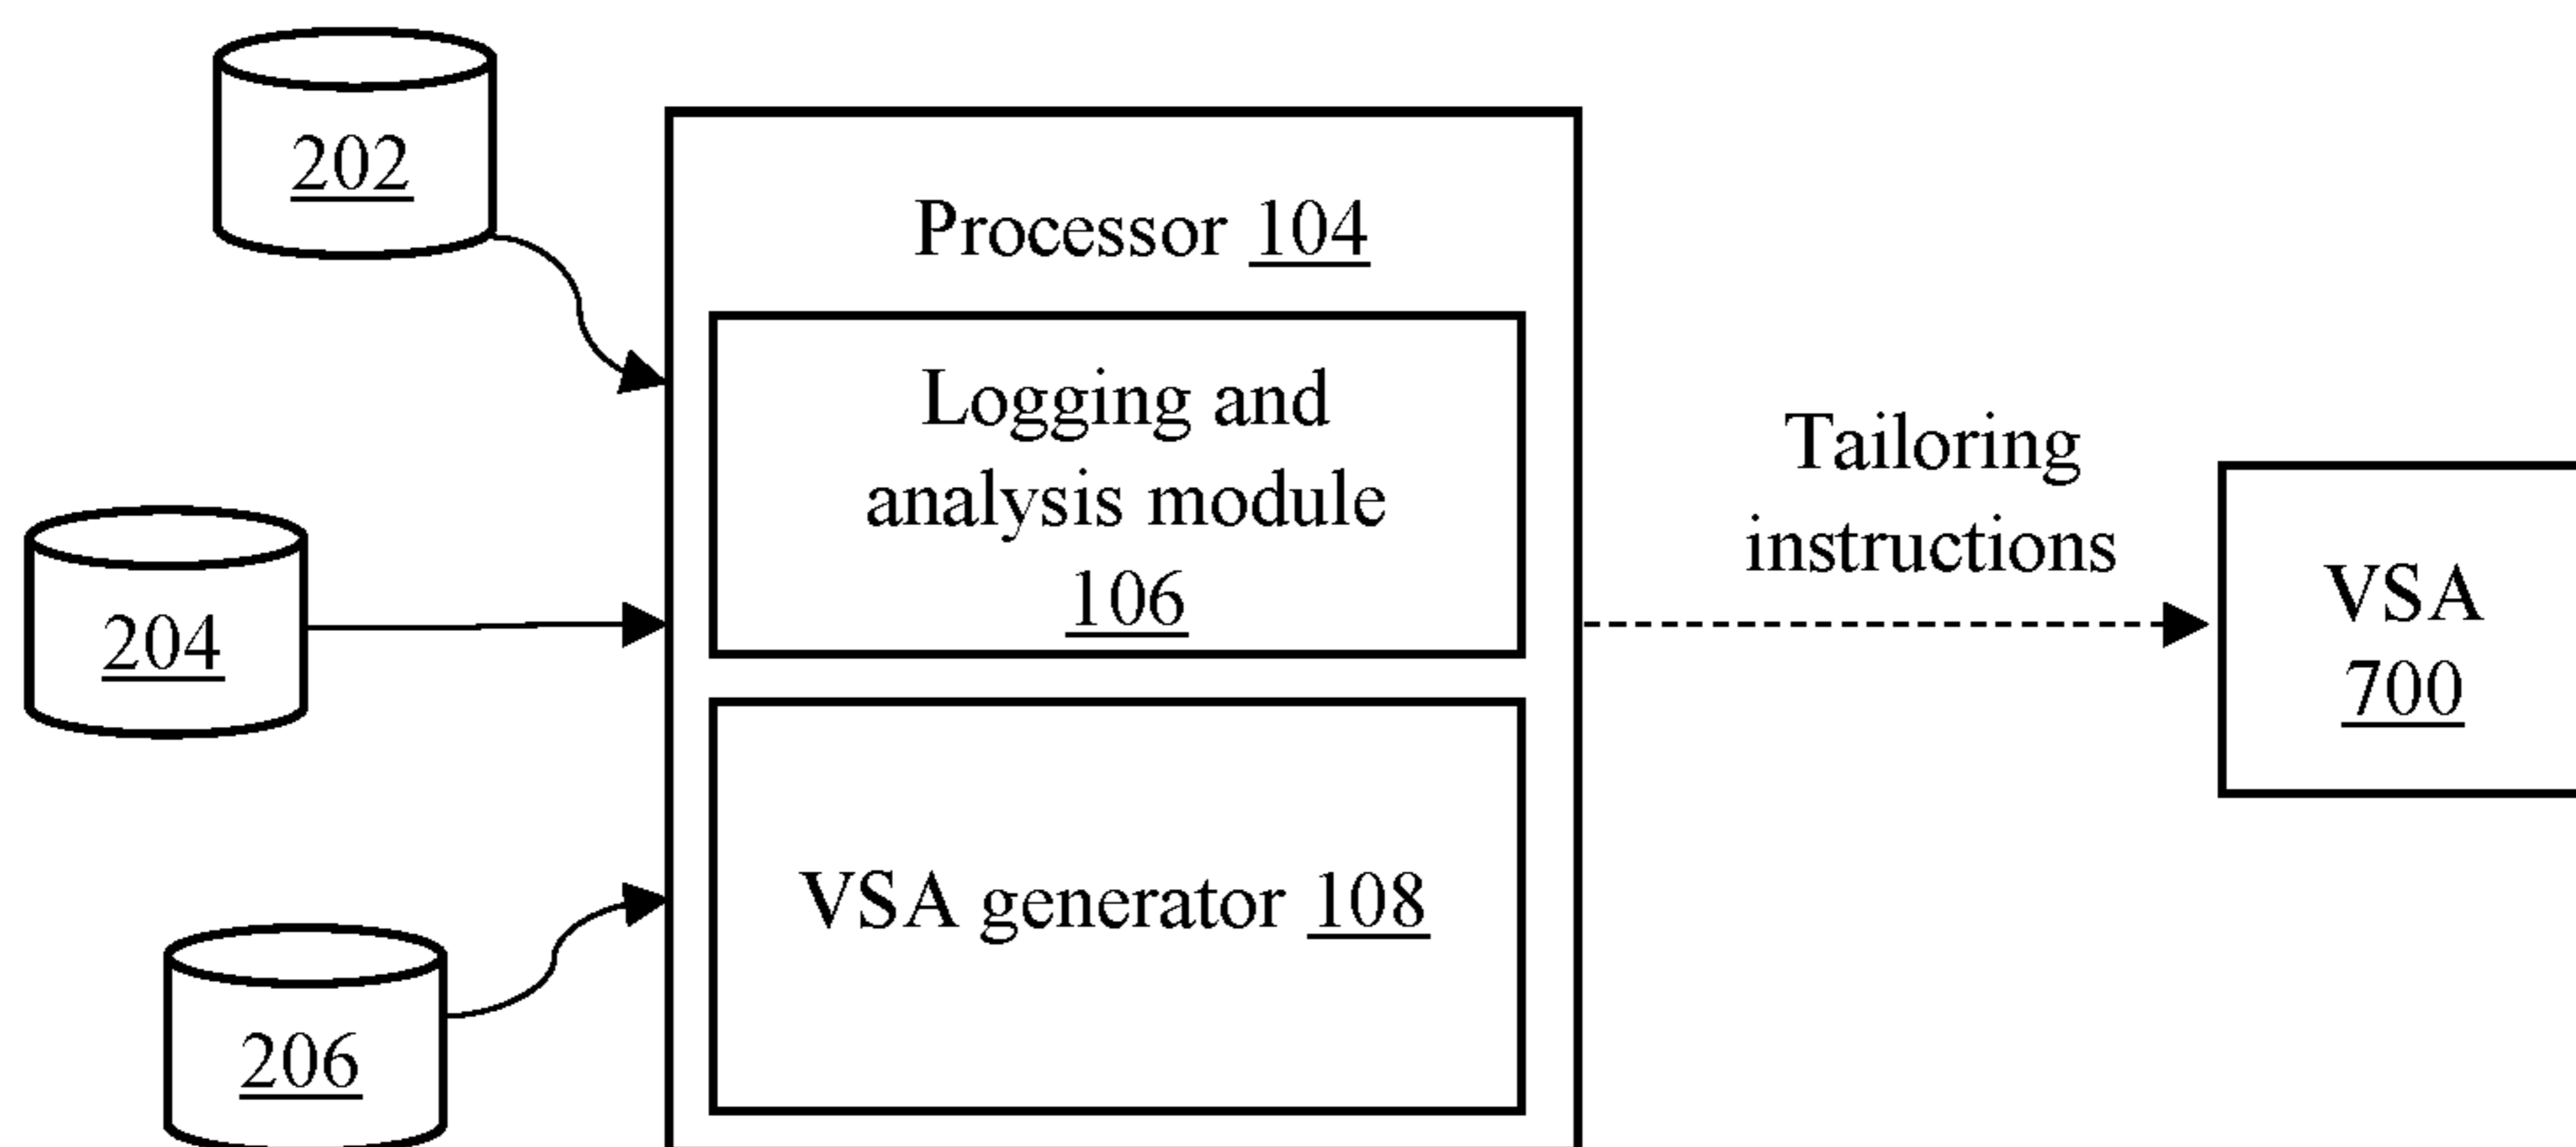 202
Processor 104
Logging and
analysis module
106
Tailoring
instructions
VSA
700
204
VSA generator 108
206